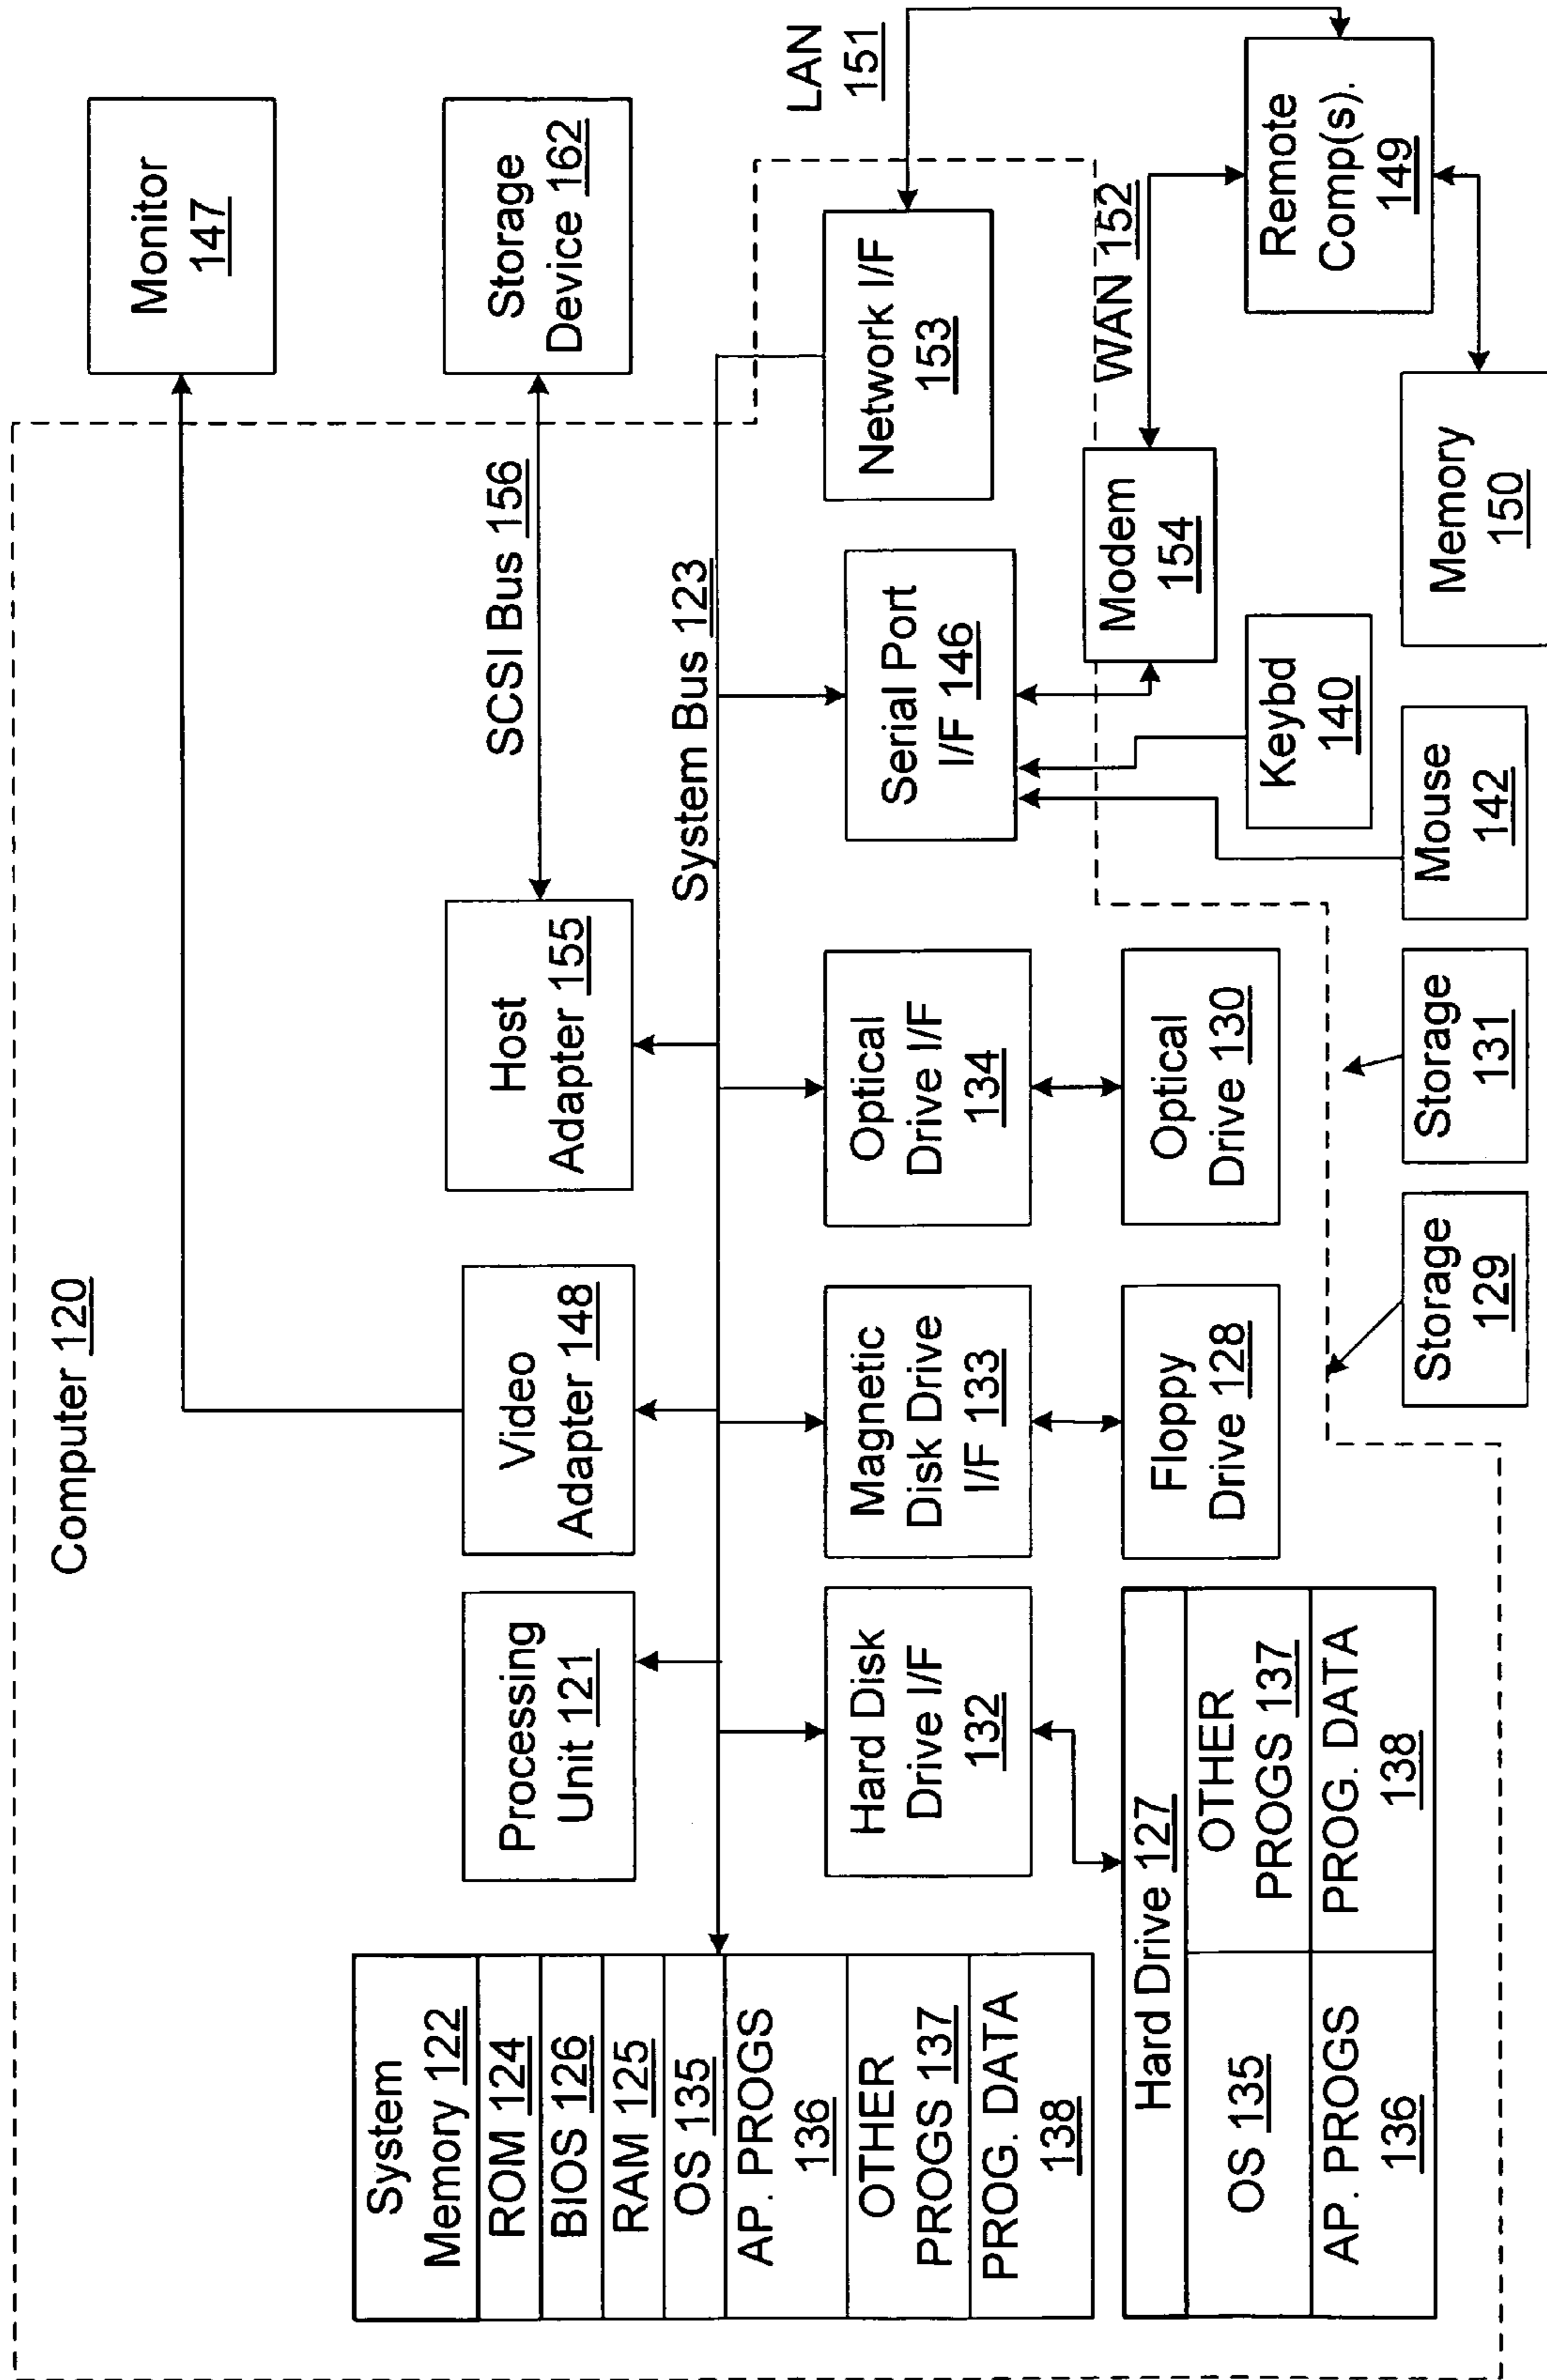 Computer 120
Monitor
147
System
Memory 122
ROM 124
BIOS 126
RAM 125
OS 135
AP. PROGS
136
OTHER
PROGS 137
PROG. DATA
138
Processing
Unit 121
Video
Adapter 148
Host
Adapter 155
SCSI Bus 156
Storage
Device 162
System Bus 123
LAN
151
Hard Disk
Drive I/F
132
Magnetic
Disk Drive
I/F 133
Optical
Drive I/F
134
Serial Port
I/F 146
Network I/F
153
Hard Drive 127
OS 135
OTHER
PROGS 137
AP. PROGS
136
PROG. DATA
138
Floppy
Drive 128
Optical
Drive 130
Modem
154
WAN 152
Keybd
140
Remote
Comp(s).
149
Storage
129
Storage
131
Mouse
142
Memory
150